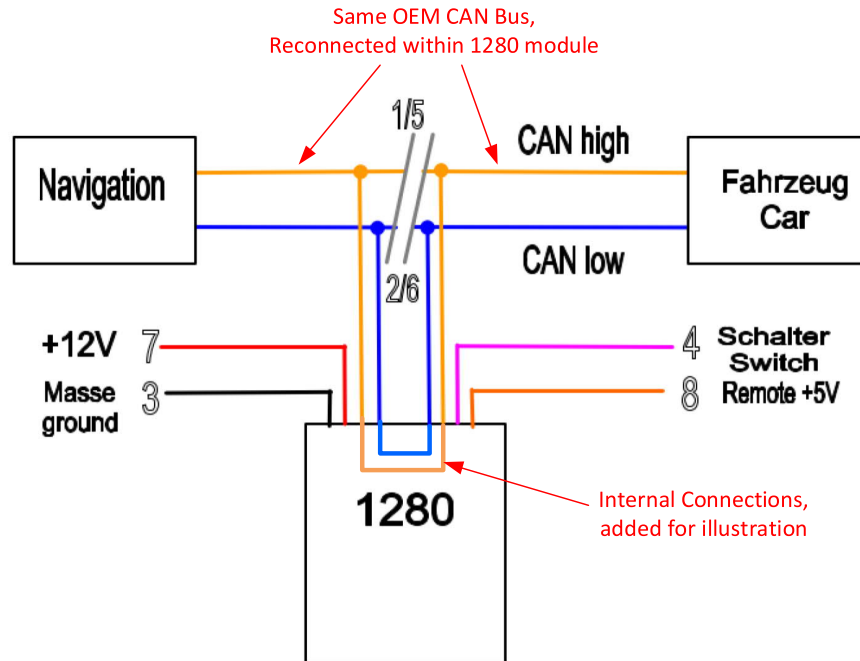 Same OEM CAN Bus,
Reconnected within 1280 module
1/5
CAN high
Navigation
Fahrzeug
Car
CAN low
2/6
+12V 7
4 Schalter
Switch
Masse
ground 3
8 Remote +5V
1280
Internal Connections,
added for illustration